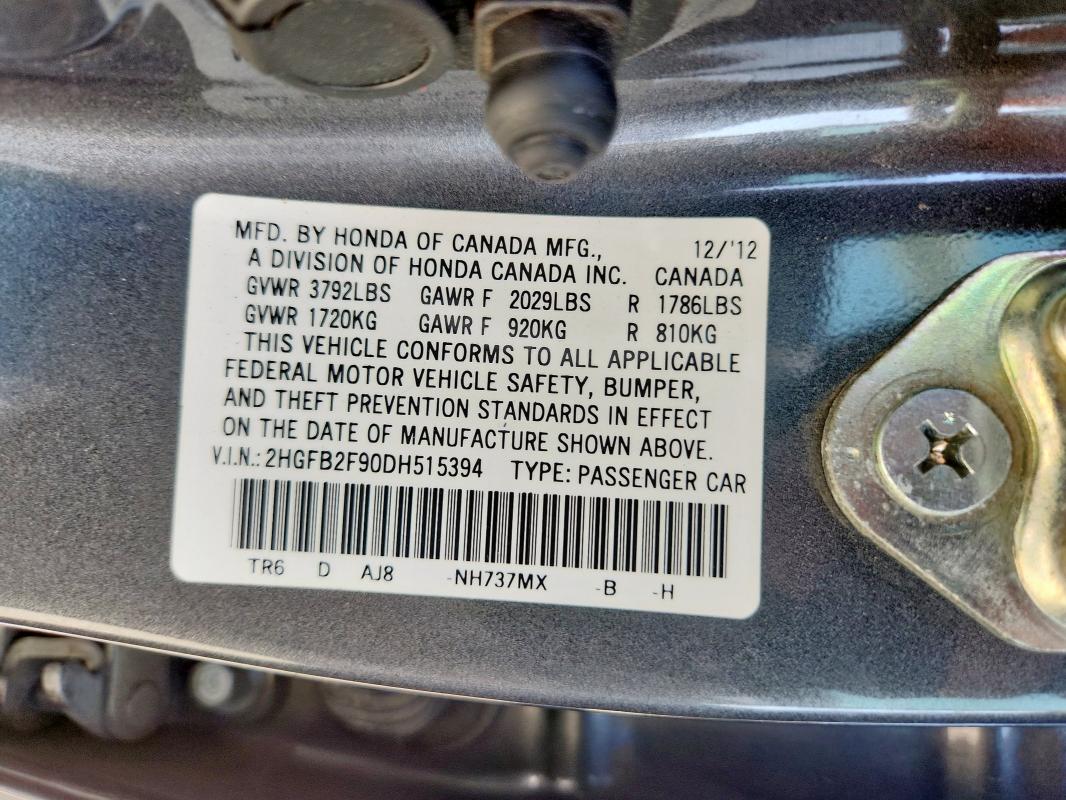 MFD. BY HONDA OF CANADA MFG., 12/'12
A DIVISION OF HONDA CANADA INC. CANADA
GVWR 3792LBS GAWR F 2029LBS R 1786LBS
GVWR 1720KG GAWR F 920KG R 810KG
THIS VEHICLE CONFORMS TO ALL APPLICABLE
FEDERAL MOTOR VEHICLE SAFETY, BUMPER,
AND THEFT PREVENTION STANDARDS IN EFFECT
ON THE DATE OF MANUFACTURE SHOWN ABOVE.
V.I.N.: 2HGFB2F90DH515394 TYPE: PASSENGER CAR
TR6 D AJ8 -NH737MX -B -H